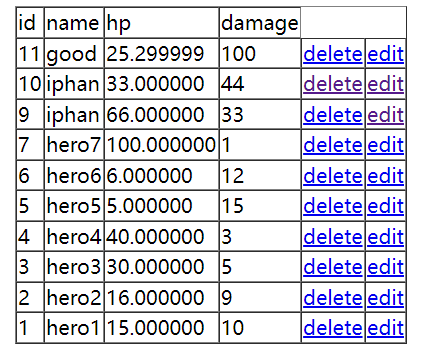 id name hp damage
11 good 25.299999 100 delete edit
10 iphan 33.000000 44 delete edit
9 iphan 66.000000 33 delete edit
7 hero7 100.000000 1 delete edit
6 hero6 6.000000 12 delete edit
5 hero5 5.000000 15 delete edit
4 hero4 40.000000 3 delete edit
3 hero3 30.000000 5 delete edit
2 hero2 16.000000 9 delete edit
1 hero1 15.000000 10 delete edit